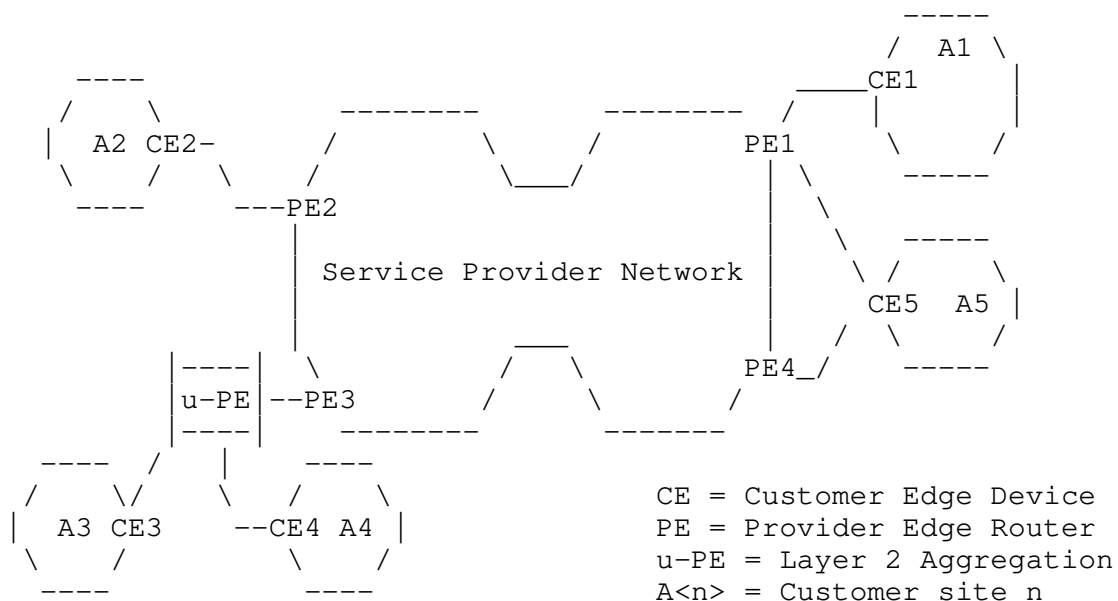 A1
CE1
A2 CE2
PE1
PE2
Service Provider Network
CE5 A5
PE4
u-PE PE3
CE = Customer Edge Device
A3 CE3 CE4 A4 PE = Provider Edge Router
u-PE = Layer 2 Aggregation
A<n> = Customer site n